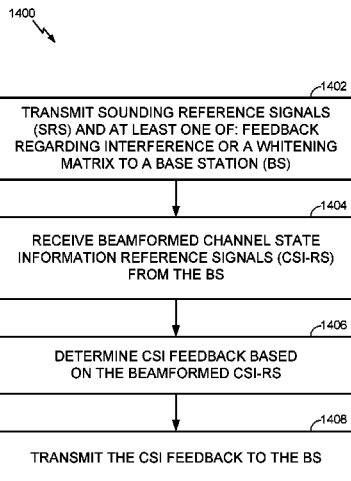 1400
1402
TRANSMIT SOUNDING REFERENCE SIGNALS
(SRS) AND AT LEAST ONE OF: FEEDBACK
REGARDING INTERFERENCE OR A WHITENING
MATRIX TO A BASE STATION (BS)
1404
RECEIVE BEAMFORMED CHANNEL STATE
INFORMATION REFERENCE SIGNALS (CSI-RS)
FROM THE BS
1406
DETERMINE CSI FEEDBACK BASED
ON THE BEAMFORMED CSI-RS
1408
TRANSMIT THE CSI FEEDBACK TO THE BS